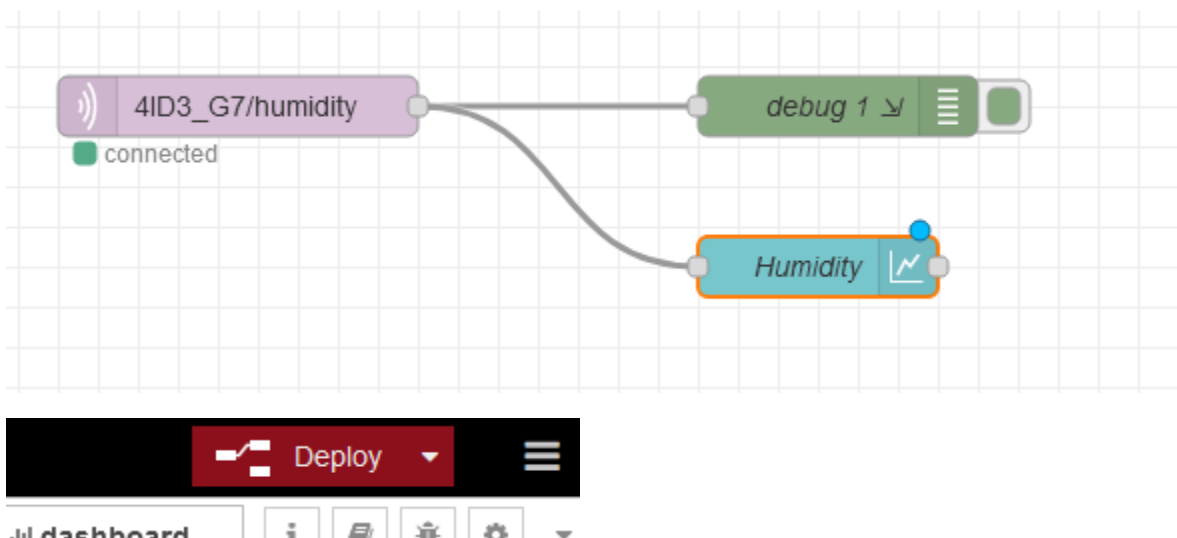 4ID3_G7/humidity
debug 1
connected
Humidity
Deploy
dashboard
i